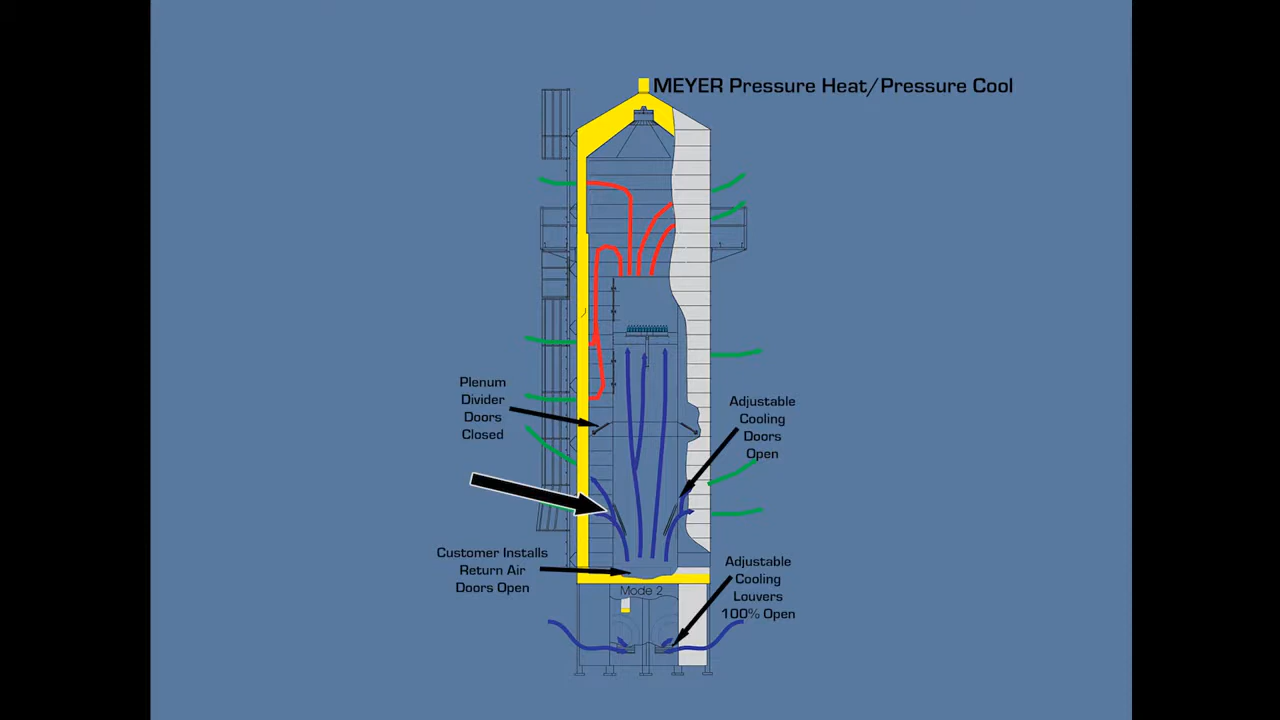 MEYER Pressure Heat/Pressure Cool
Plenum
Divider
Doors
Closed
Adjustable
Cooling
Doors
Open
Customer Installs
Return Air
Doors Open
Mode 2
Adjustable
Cooling
Louvers
100% Open